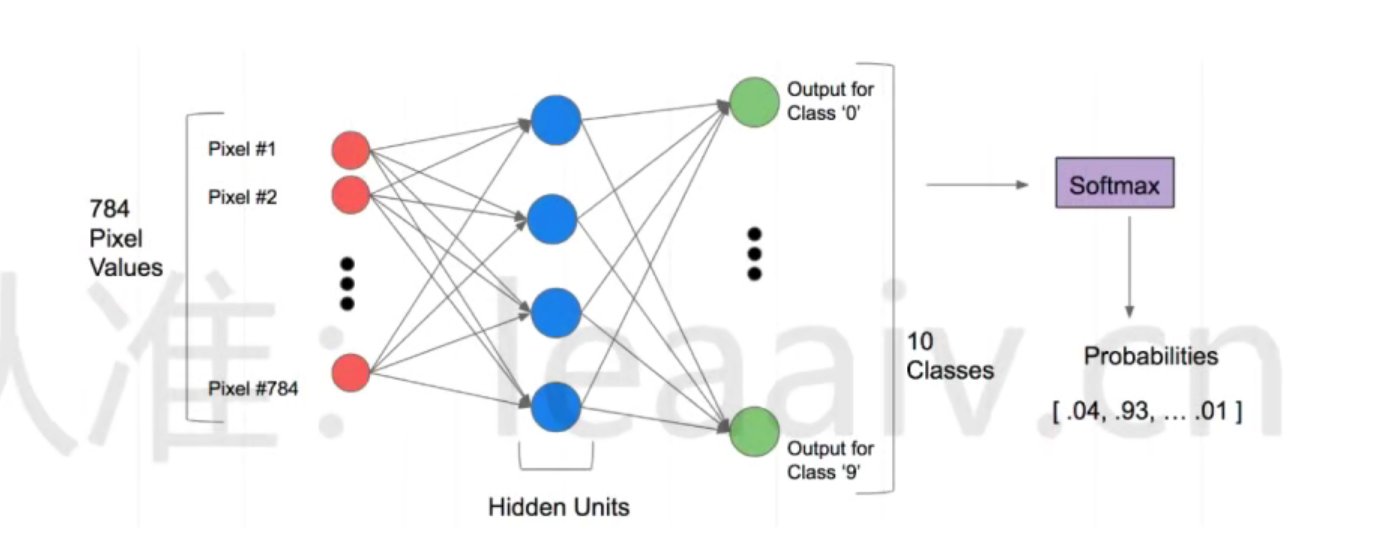 784
Pixel
Values
Pixel #1
Pixel #2
Pixel #784
Hidden Units
Output for
Class '0'
Output for
Class '9'
10
Classes
Softmax
Probabilities
[ .04, .93, ... .01 ]
认准：leaaiv.cn